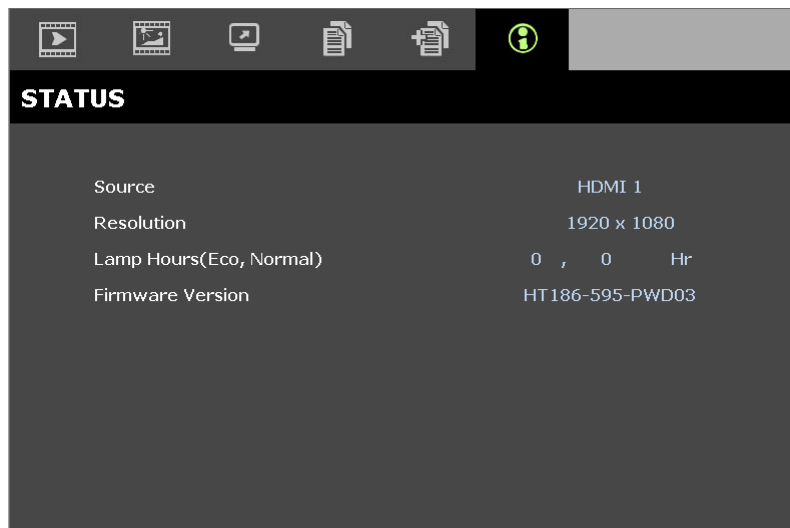 STATUS
Source HDMI 1
Resolution 1920 x 1080
Lamp Hours(Eco, Normal) 0 , 0 Hr
Firmware Version HT186-595-PWD03